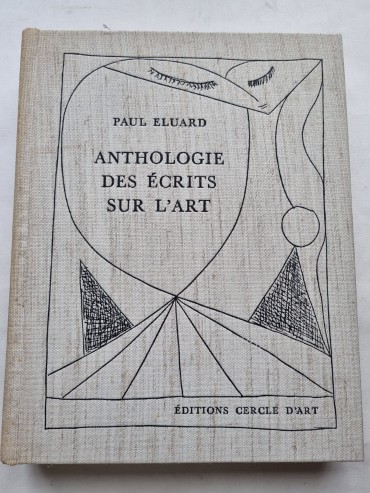 PAUL ELUARD
ANTHOLOGIE
DES ÉCRITS
SUR L'ART
ÉDITIONS CERCLE D'ART